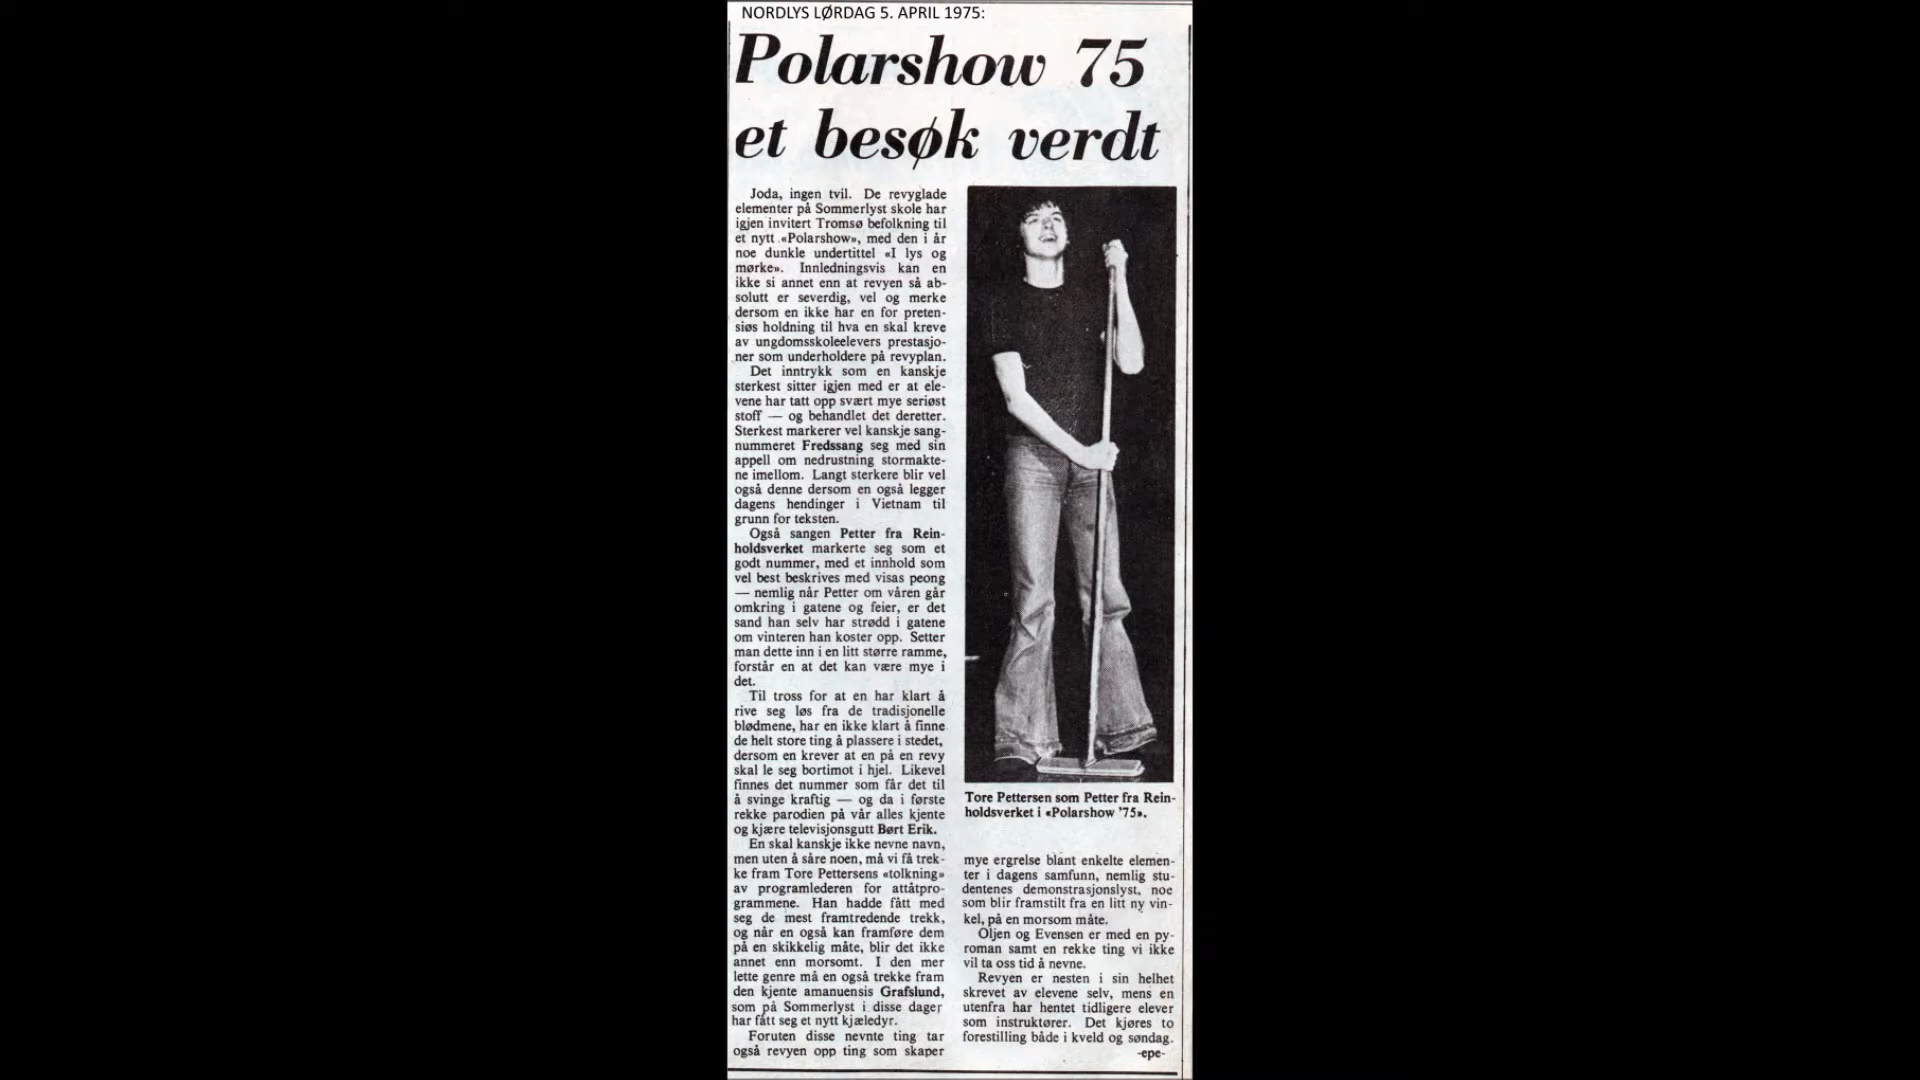 NORDLYS LØRDAG 5. APRIL 1975:
Polarshow 75
et besøk verdt
Joda, ingen tvil. De revyglade
elementer på Sommerlyst skole har
igjen invitert Tromsø befolkning til
et nytt «Polarshow», med den i år
noe dunkle undertittel «I lys og
mørke». Innledningsvis kan en
ikke si annet enn at revyen så ab-
solutt er severdig, vel og merke
dersom en ikke har en for preten-
siøs holdning til hva en skal kreve
av ungdomsskoleelevers prestasjo-
ner som underholdere på revyplan.
Det inntrykk som en kanskje
sterkest sitter igjen med er at ele-
vene har tatt opp svært mye seriøst
stoff — og behandlet det deretter.
Sterkest markerer vel kanskje sang-
nummeret Fredssang seg med sin
appell om nedrustning stormakte-
ne imellom. Langt sterkere blir vel
også denne dersom en også legger
dagens hendinger i Vietnam til
grunn for teksten.
Også sangen Petter fra Rein-
holdsverket markerte seg som et
godt nummer, med et innhold som
vel best beskrives med visas peong
— nemlig når Petter om våren går
omkring i gatene og feier, er det
sand han selv har strødd i gatene
om vinteren han koster opp. Setter
man dette inn i en litt større ramme,
forstår en at det kan være mye i
det.
Til tross for at en har klart å
rive seg løs fra de tradisjonelle
blødmene, har en ikke klart å finne
de helt store ting å plassere i stedet,
dersom en krever at en på en revy
skal le seg bortimot i hjel. Likevel
finnes det nummer som får det til
å svinge kraftig — og da i første
rekke parodien på vår alles kjente
og kjære televisjonsgutt Børt Erik.
En skal kanskje ikke nevne navn,
men uten å såre noen, må vi få trek-
ke fram Tore Pettersens «tolkning»
av programlederen for attåtpro-
grammene. Han hadde fått med
seg de mest framtredende trekk,
og når en også kan framføre dem
på en skikkelig måte, blir det ikke
annet enn morsomt. I den mer
lette genre må en også trekke fram
den kjente amanuensis Grafslund,
som på Sommerlyst i disse dager
har fått seg et nytt kjæledyr.
Foruten disse nevnte ting tar
også revyen opp ting som skaper
Tore Pettersen som Petter fra Rein-
holdsverket i «Polarshow '75».
mye ergrelse blant enkelte elemen-
ter i dagens samfunn, nemlig stu-
dentenes demonstrasjonslyst, noe
som blir framstilt fra en litt ny vin-
kel, på en morsom måte.
Oljen og Evensen er med en py-
roman samt en rekke ting vi ikke
vil ta oss tid å nevne.
Revyen er nesten i sin helhet
skrevet av elevene selv, mens en
utenfra har hentet tidligere elever
som instruktører. Det kjøres to
forestilling både i kveld og søndag.
-epe-